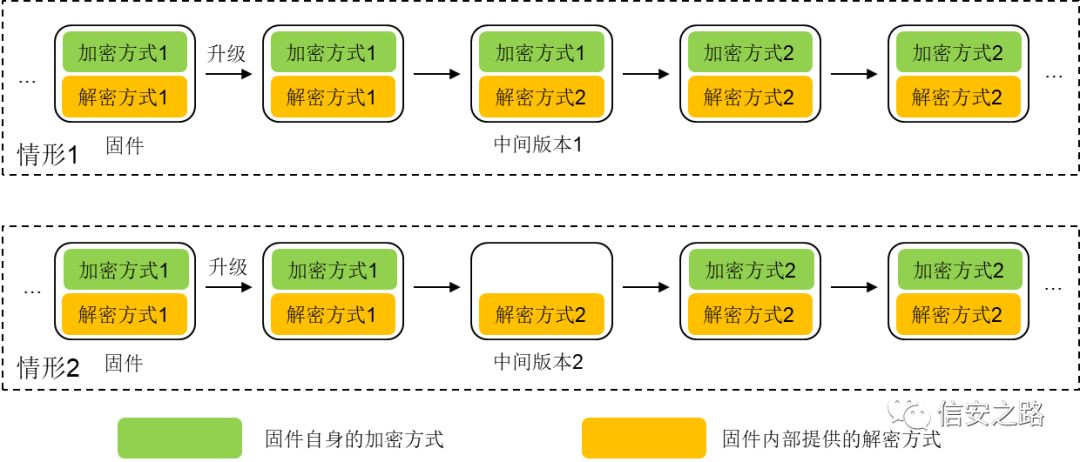 加密方式1 升级 加密方式1 加密方式1 加密方式2 加密方式2
... ...
解密方式1 解密方式1 解密方式2 解密方式2 解密方式2
情形1 固件 中间版本1
加密方式1 升级 加密方式1 加密方式2 加密方式2
... ...
解密方式1 解密方式1 解密方式2 解密方式2 解密方式2
情形2 固件 中间版本2
信安之路
固件自身的加密方式 固件内部提供的解密方式